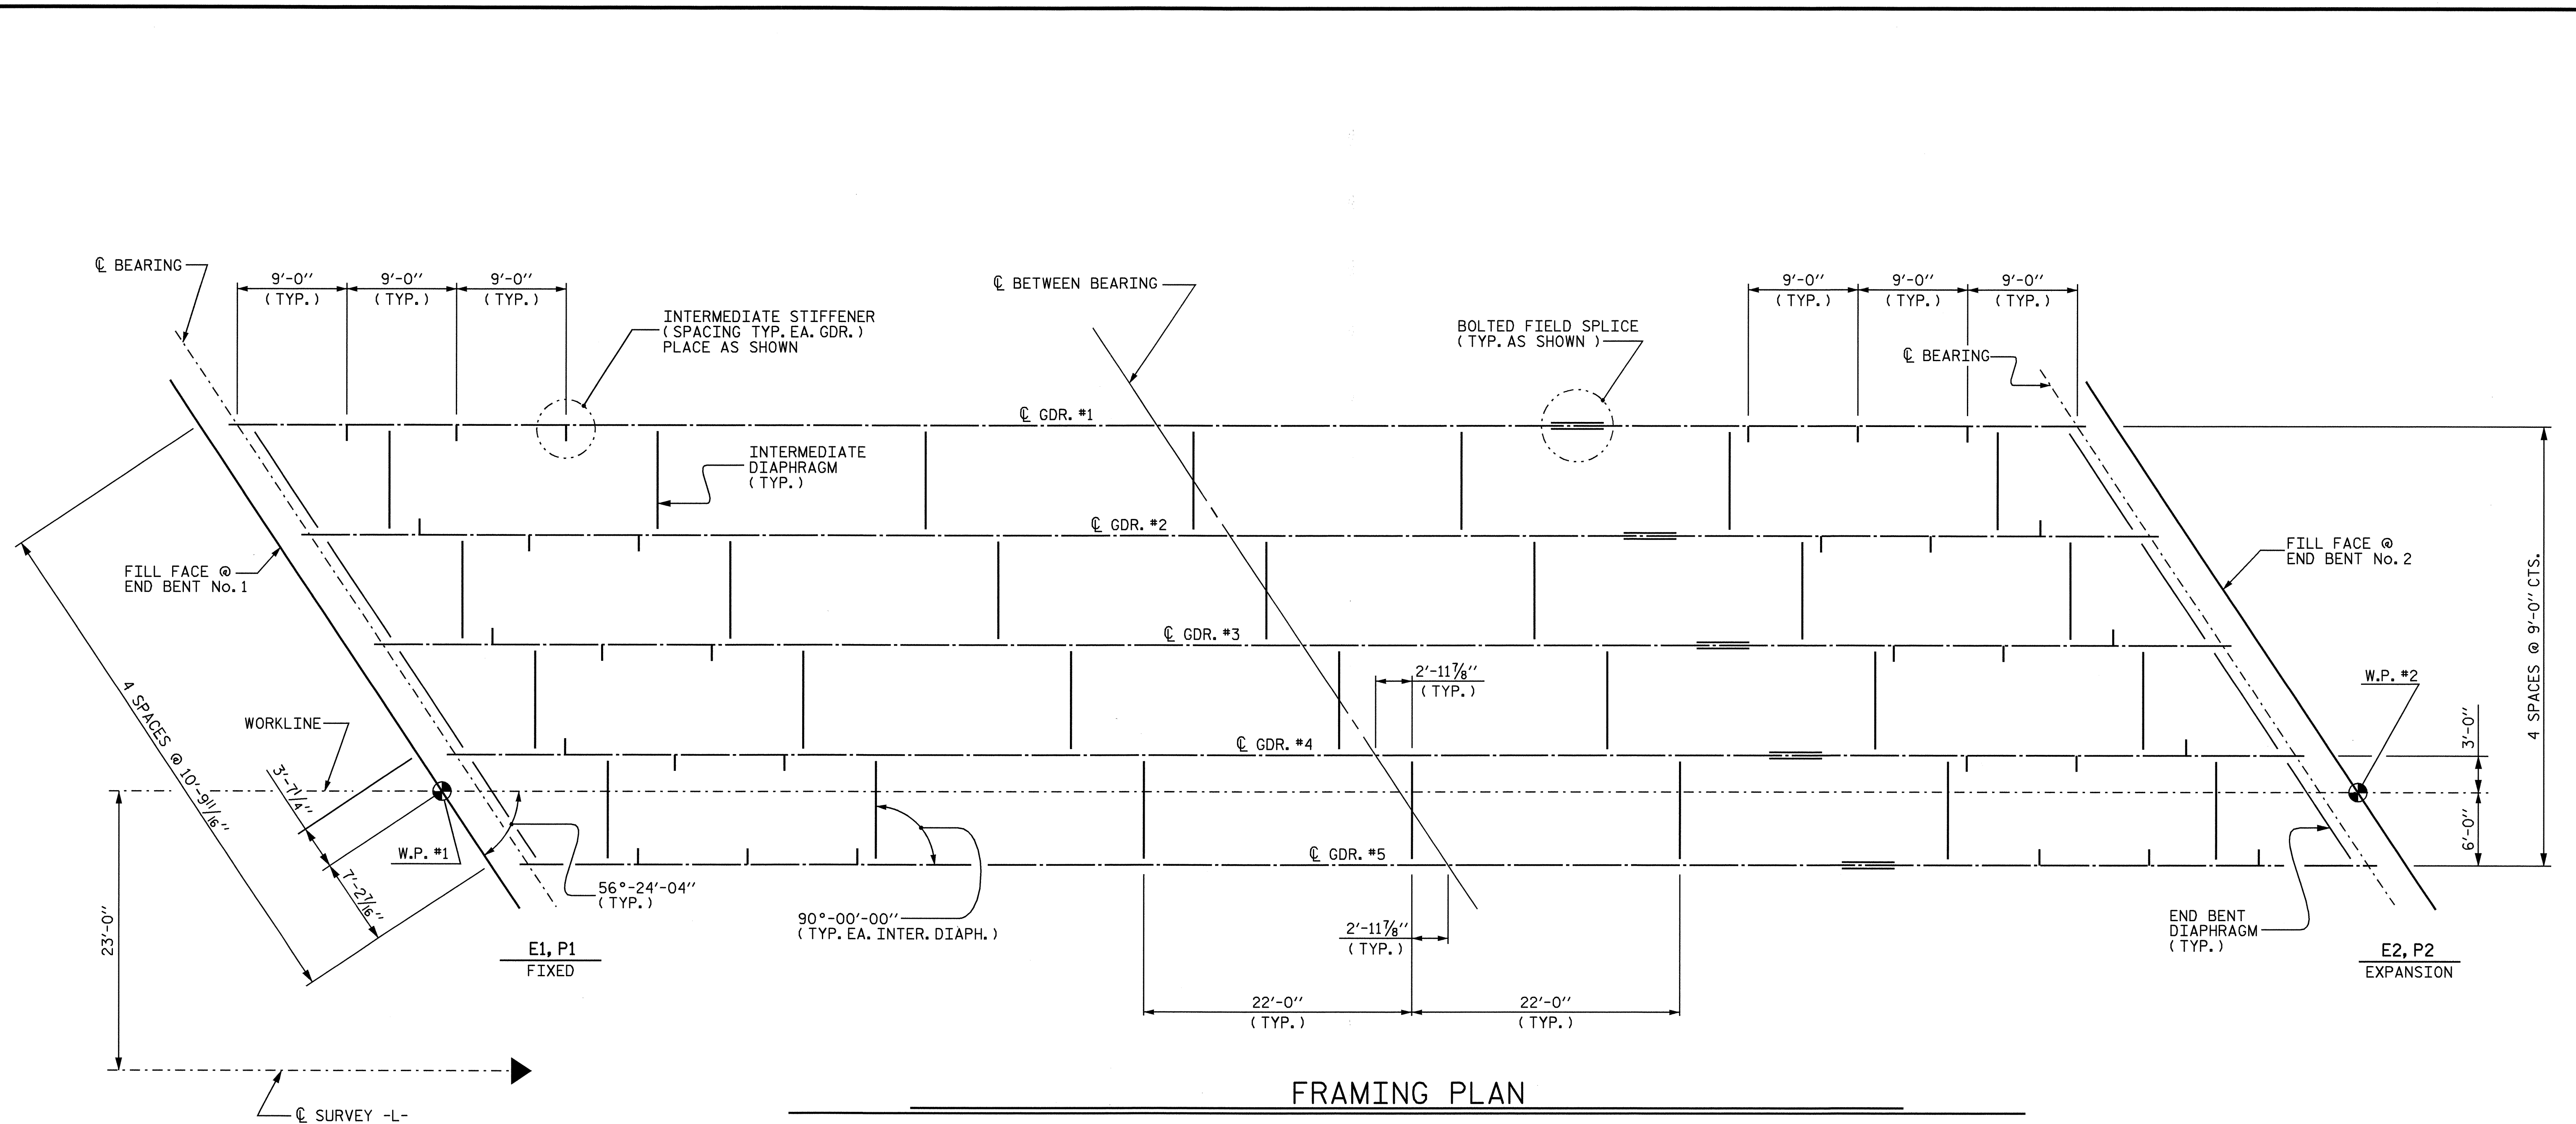 ℄ BEARING
9'-0"
(TYP.)
9'-0"
(TYP.)
9'-0"
(TYP.)
INTERMEDIATE STIFFENER
(SPACING TYP. EA. GDR.)
PLACE AS SHOWN
℄ BETWEEN BEARING
BOLTED FIELD SPLICE
(TYP. AS SHOWN)
9'-0"
(TYP.)
9'-0"
(TYP.)
9'-0"
(TYP.)
℄ BEARING
℄ GDR. #1
INTERMEDIATE
DIAPHRAGM
(TYP.)
℄ GDR. #2
FILL FACE @
END BENT No. 1
FILL FACE @
END BENT No. 2
℄ GDR. #3
4 SPACES @ 9'-0" CTS.
2'-11⅞"
(TYP.)
W.P. #2
4 SPACES @ 10'-9 11/16"
WORKLINE
℄ GDR. #4
3'-0"
3'-7 1/4"
W.P. #1
6'-0"
℄ GDR. #5
7'-2 7/16"
56°-24'-04"
(TYP.)
90°-00'-00"
(TYP. EA. INTER. DIAPH.)
2'-11⅞"
(TYP.)
END BENT
DIAPHRAGM
(TYP.)
23'-0"
E1, P1
FIXED
E2, P2
EXPANSION
22'-0"
(TYP.)
22'-0"
(TYP.)
℄ SURVEY -L-
FRAMING PLAN